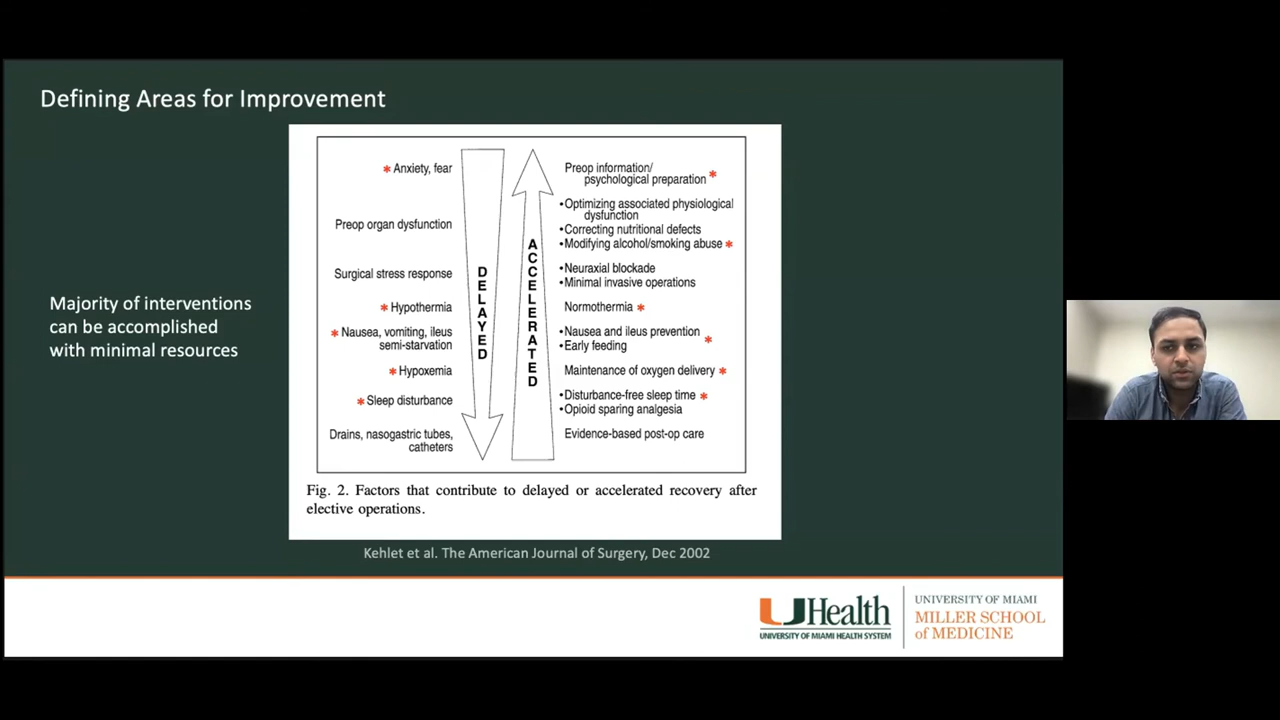 Defining Areas for Improvement
Majority of interventions
can be accomplished
with minimal resources
* Anxiety, fear
Preop organ dysfunction
Surgical stress response
* Hypothermia
* Nausea, vomiting, ileus
semi-starvation
* Hypoxemia
* Sleep disturbance
Drains, nasogastric tubes,
catheters
DELAYED
ACCELERATED
Preop information/
psychological preparation *
•Optimizing associated physiological
dysfunction
•Correcting nutritional defects
•Modifying alcohol/smoking abuse *
•Neuraxial blockade
•Minimal invasive operations
Normothermia *
•Nausea and ileus prevention
*
•Early feeding
Maintenance of oxygen delivery *
•Disturbance-free sleep time *
•Opioid sparing analgesia
Evidence-based post-op care
Fig. 2. Factors that contribute to delayed or accelerated recovery after
elective operations.
Kehlet et al. The American Journal of Surgery, Dec 2002
UHealth
UNIVERSITY OF MIAMI HEALTH SYSTEM
UNIVERSITY OF MIAMI
MILLER SCHOOL
of MEDICINE